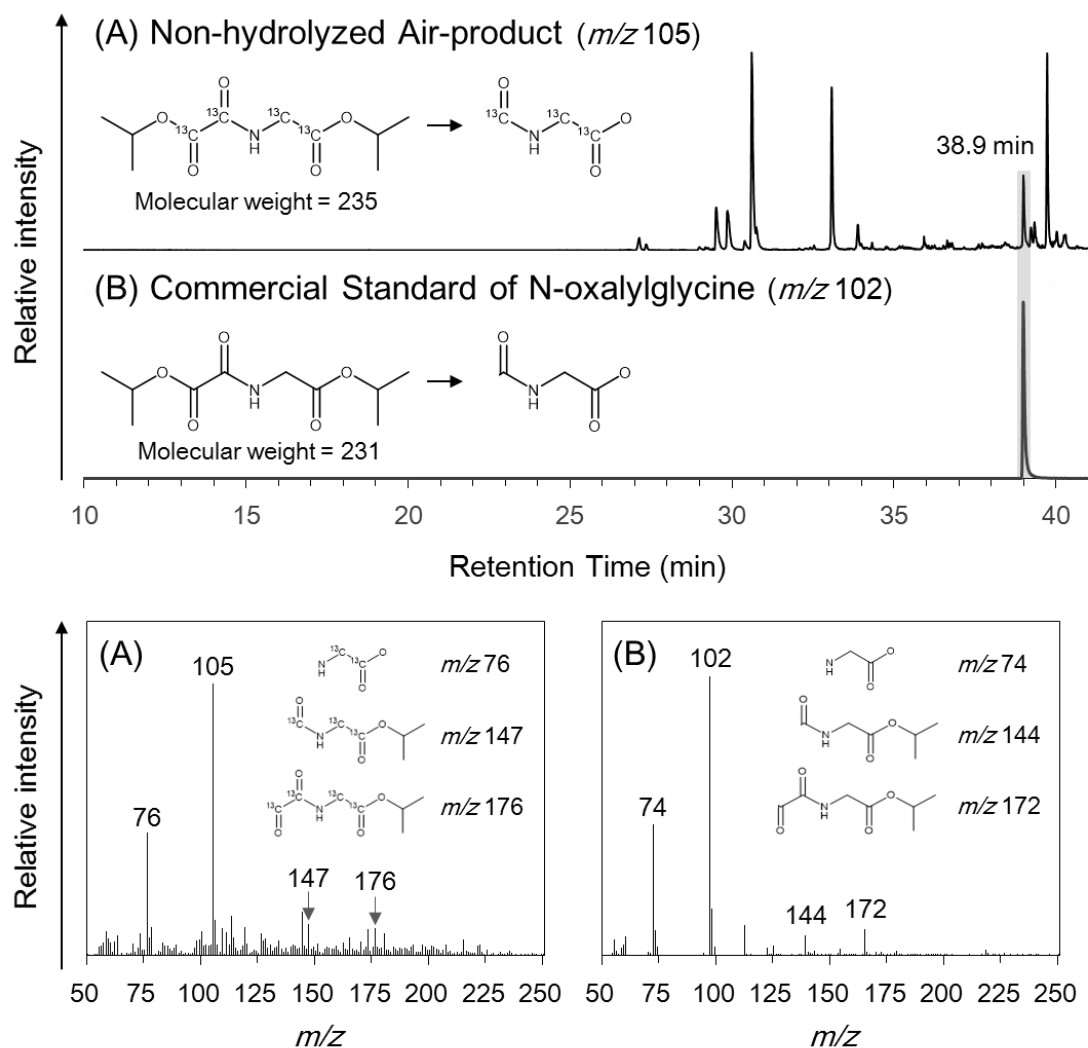 (A) Non-hydrolyzed Air-product (m/z 105)
O
O
13C
13C
O
N
H
13C
13C
O
O
O
13C
N
H
13C
13C
O
O
Molecular weight = 235
38.9 min
(B) Commercial Standard of N-oxalylglycine (m/z 102)
O
O
O
N
H
O
O
O
N
H
O
O
Molecular weight = 231
Relative intensity
10 15 20 25 30 35 40
Retention Time (min)
(A)
105
76
147
176
N
H
13C
13C
O
O
m/z 76
O
13C
N
H
13C
13C
O
O
m/z 147
O
13C
13C
O
N
H
13C
13C
O
O
m/z 176
Relative intensity
50 75 100 125 150 175 200 225 250
m/z
(B)
102
74
144
172
N
H
O
O
m/z 74
O
N
H
O
O
m/z 144
O
O
N
H
O
O
m/z 172
Relative intensity
50 75 100 125 150 175 200 225 250
m/z